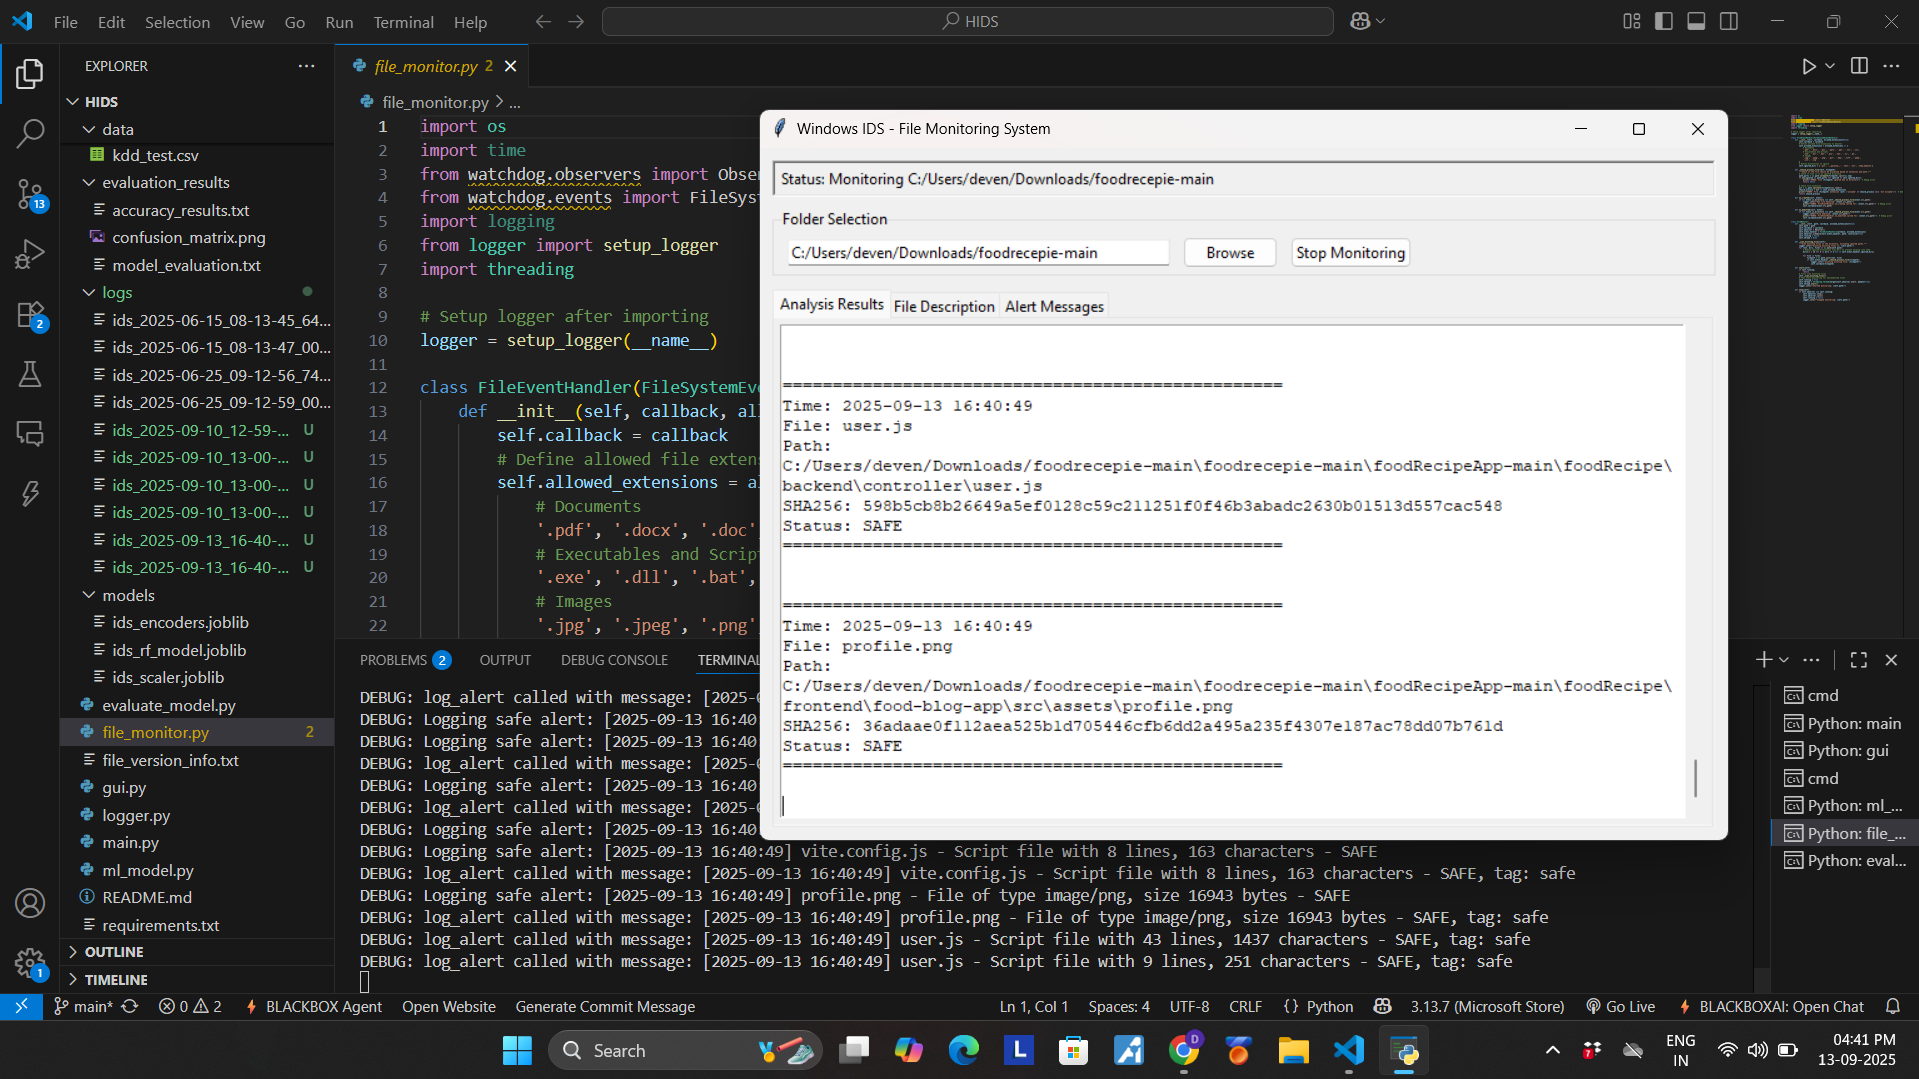 File Edit Selection View Go Run Terminal Help
HIDS
EXPLORER
HIDS
data
kdd_test.csv
evaluation_results
accuracy_results.txt
confusion_matrix.png
model_evaluation.txt
logs
ids_2025-06-15_08-13-45_64...
ids_2025-06-15_08-13-47_00...
ids_2025-06-25_09-12-56_74...
ids_2025-06-25_09-12-59_00...
ids_2025-09-10_12-59-... U
ids_2025-09-10_13-00-... U
ids_2025-09-10_13-00-... U
ids_2025-09-10_13-00-... U
ids_2025-09-13_16-40-... U
ids_2025-09-13_16-40-... U
models
ids_encoders.joblib
ids_rf_model.joblib
ids_scaler.joblib
evaluate_model.py
file_monitor.py 2
file_version_info.txt
gui.py
logger.py
main.py
ml_model.py
README.md
requirements.txt
OUTLINE
TIMELINE
13
2
1
file_monitor.py 2
file_monitor.py > ...
1 import os
2 import time
3 from watchdog.observers import Obser
4 from watchdog.events import FileSyst
5 import logging
6 from logger import setup_logger
7 import threading
8
9 # Setup logger after importing
10 logger = setup_logger(__name__)
11
12 class FileEventHandler(FileSystemEve
13 def __init__(self, callback, all
14 self.callback = callback
15 # Define allowed file extens
16 self.allowed_extensions = al
17 # Documents
18 '.pdf', '.docx', '.doc'
19 # Executables and Script
20 '.exe', '.dll', '.bat',
21 # Images
22 '.jpg', '.jpeg', '.png'
Windows IDS - File Monitoring System
Status: Monitoring C:/Users/deven/Downloads/foodrecepie-main
Folder Selection
C:/Users/deven/Downloads/foodrecepie-main Browse Stop Monitoring
Analysis Results File Description Alert Messages
==================================================
Time: 2025-09-13 16:40:49
File: user.js
Path:
C:/Users/deven/Downloads/foodrecepie-main\foodrecepie-main\foodRecipeApp-main\foodRecipe\
backend\controller\user.js
SHA256: 598b5cb8b26649a5ef0128c59c211251f0f46b3abadc2630b01513d557cac548
Status: SAFE
==================================================
==================================================
Time: 2025-09-13 16:40:49
File: profile.png
Path:
C:/Users/deven/Downloads/foodrecepie-main\foodrecepie-main\foodRecipeApp-main\foodRecipe\
frontend\food-blog-app\src\assets\profile.png
SHA256: 36adaae0f112aea525b1d705446cfb6dd2a495a235f4307e187ac78dd07b761d
Status: SAFE
==================================================
PROBLEMS 2 OUTPUT DEBUG CONSOLE TERMINAL
DEBUG: log_alert called with message: [2025-0
DEBUG: Logging safe alert: [2025-09-13 16:40
DEBUG: Logging safe alert: [2025-09-13 16:40
DEBUG: log_alert called with message: [2025-0
DEBUG: Logging safe alert: [2025-09-13 16:40
DEBUG: log_alert called with message: [2025-0
DEBUG: Logging safe alert: [2025-09-13 16:40
DEBUG: Logging safe alert: [2025-09-13 16:40:49] vite.config.js - Script file with 8 lines, 163 characters - SAFE
DEBUG: log_alert called with message: [2025-09-13 16:40:49] vite.config.js - Script file with 8 lines, 163 characters - SAFE, tag: safe
DEBUG: Logging safe alert: [2025-09-13 16:40:49] profile.png - File of type image/png, size 16943 bytes - SAFE
DEBUG: log_alert called with message: [2025-09-13 16:40:49] profile.png - File of type image/png, size 16943 bytes - SAFE, tag: safe
DEBUG: log_alert called with message: [2025-09-13 16:40:49] user.js - Script file with 43 lines, 1437 characters - SAFE, tag: safe
DEBUG: log_alert called with message: [2025-09-13 16:40:49] user.js - Script file with 9 lines, 251 characters - SAFE, tag: safe
cmd
Python: main
Python: gui
cmd
Python: ml_...
Python: file_...
Python: eval...
main* 0 2 BLACKBOX Agent Open Website Generate Commit Message Ln 1, Col 1 Spaces: 4 UTF-8 CRLF {} Python 3.13.7 (Microsoft Store) Go Live BLACKBOXAI: Open Chat
Search
L
D
7
ENG
IN
04:41 PM
13-09-2025